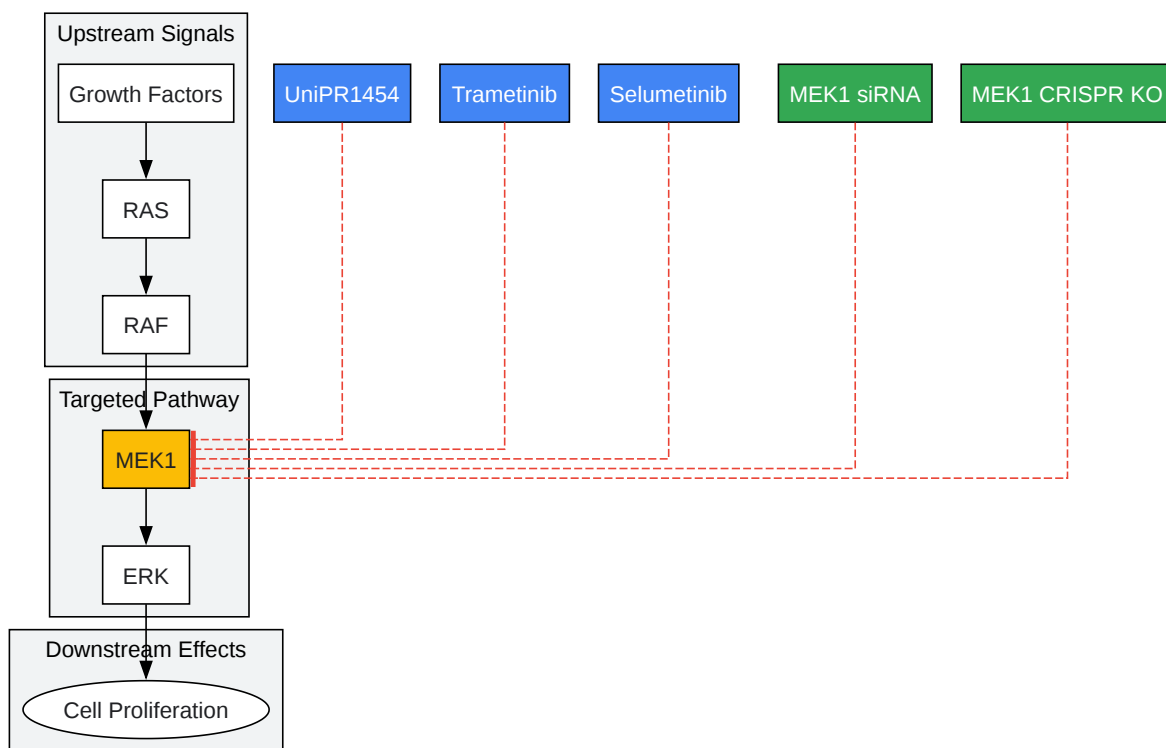 Upstream Signals
Growth Factors
UniPR1454
Trametinib
Selumetinib
MEK1 siRNA
MEK1 CRISPR KO
RAS
RAF
Targeted Pathway
MEK1
ERK
Downstream Effects
Cell Proliferation